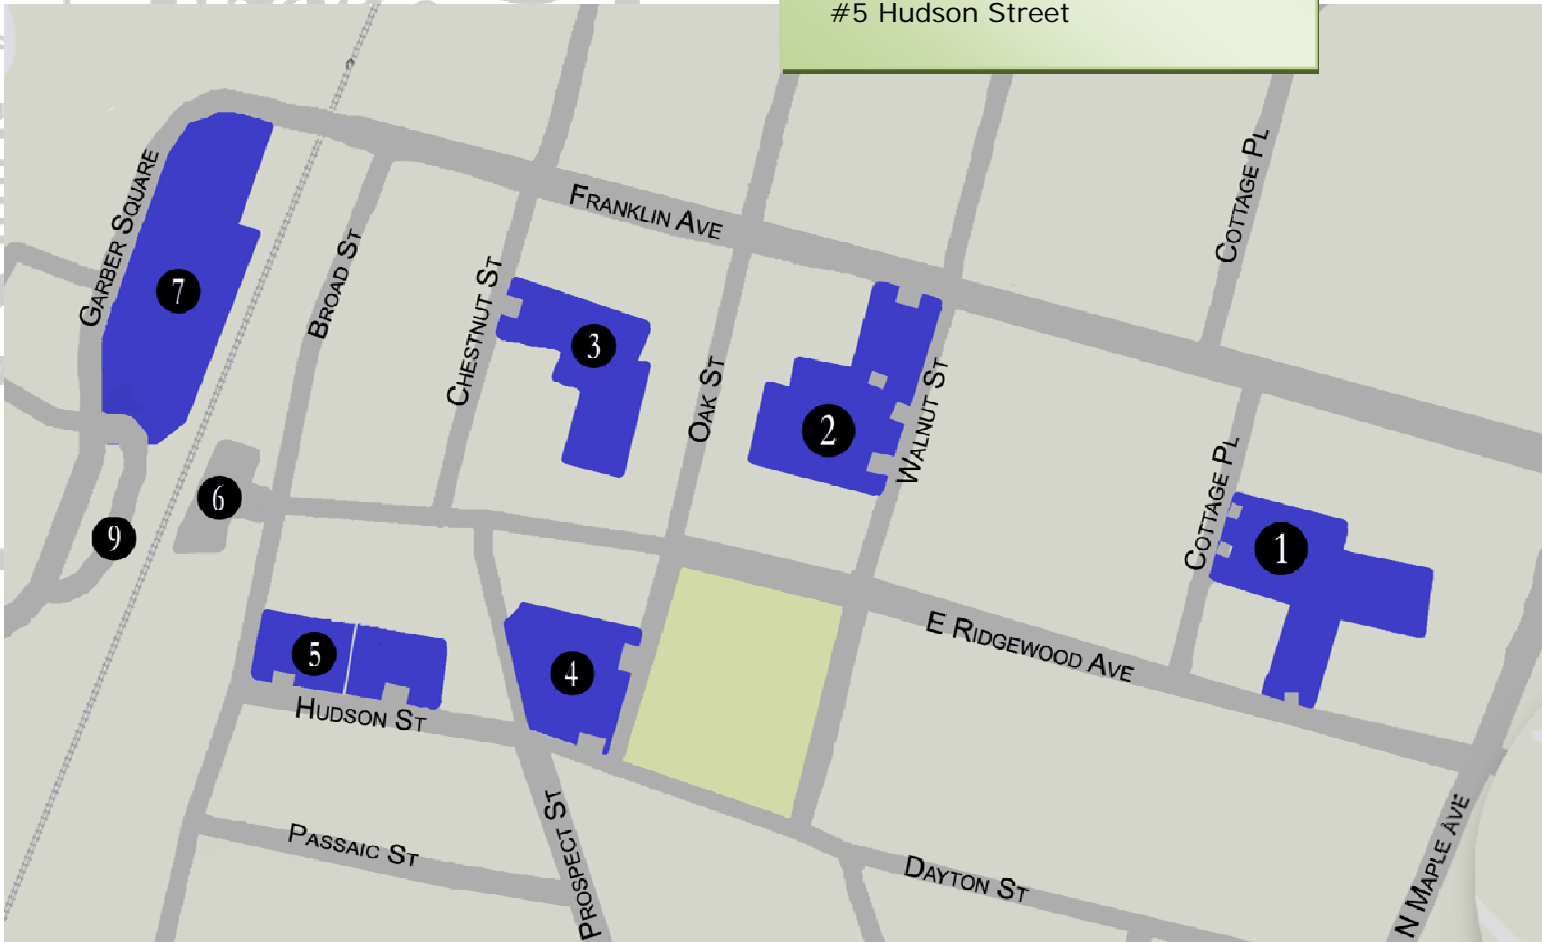 #5 Hudson Street
COTTAGE PL
GARBER SQUARE
FRANKLIN AVE
BROAD ST
CHESTNUT ST
7
3
OAK ST
2
WALNUT ST
COTTAGE PL
6
9
1
E RIDGEWOOD AVE
5
4
HUDSON ST
PROSPECT ST
PASSAIC ST
DAYTON ST
N MAPLE AVE